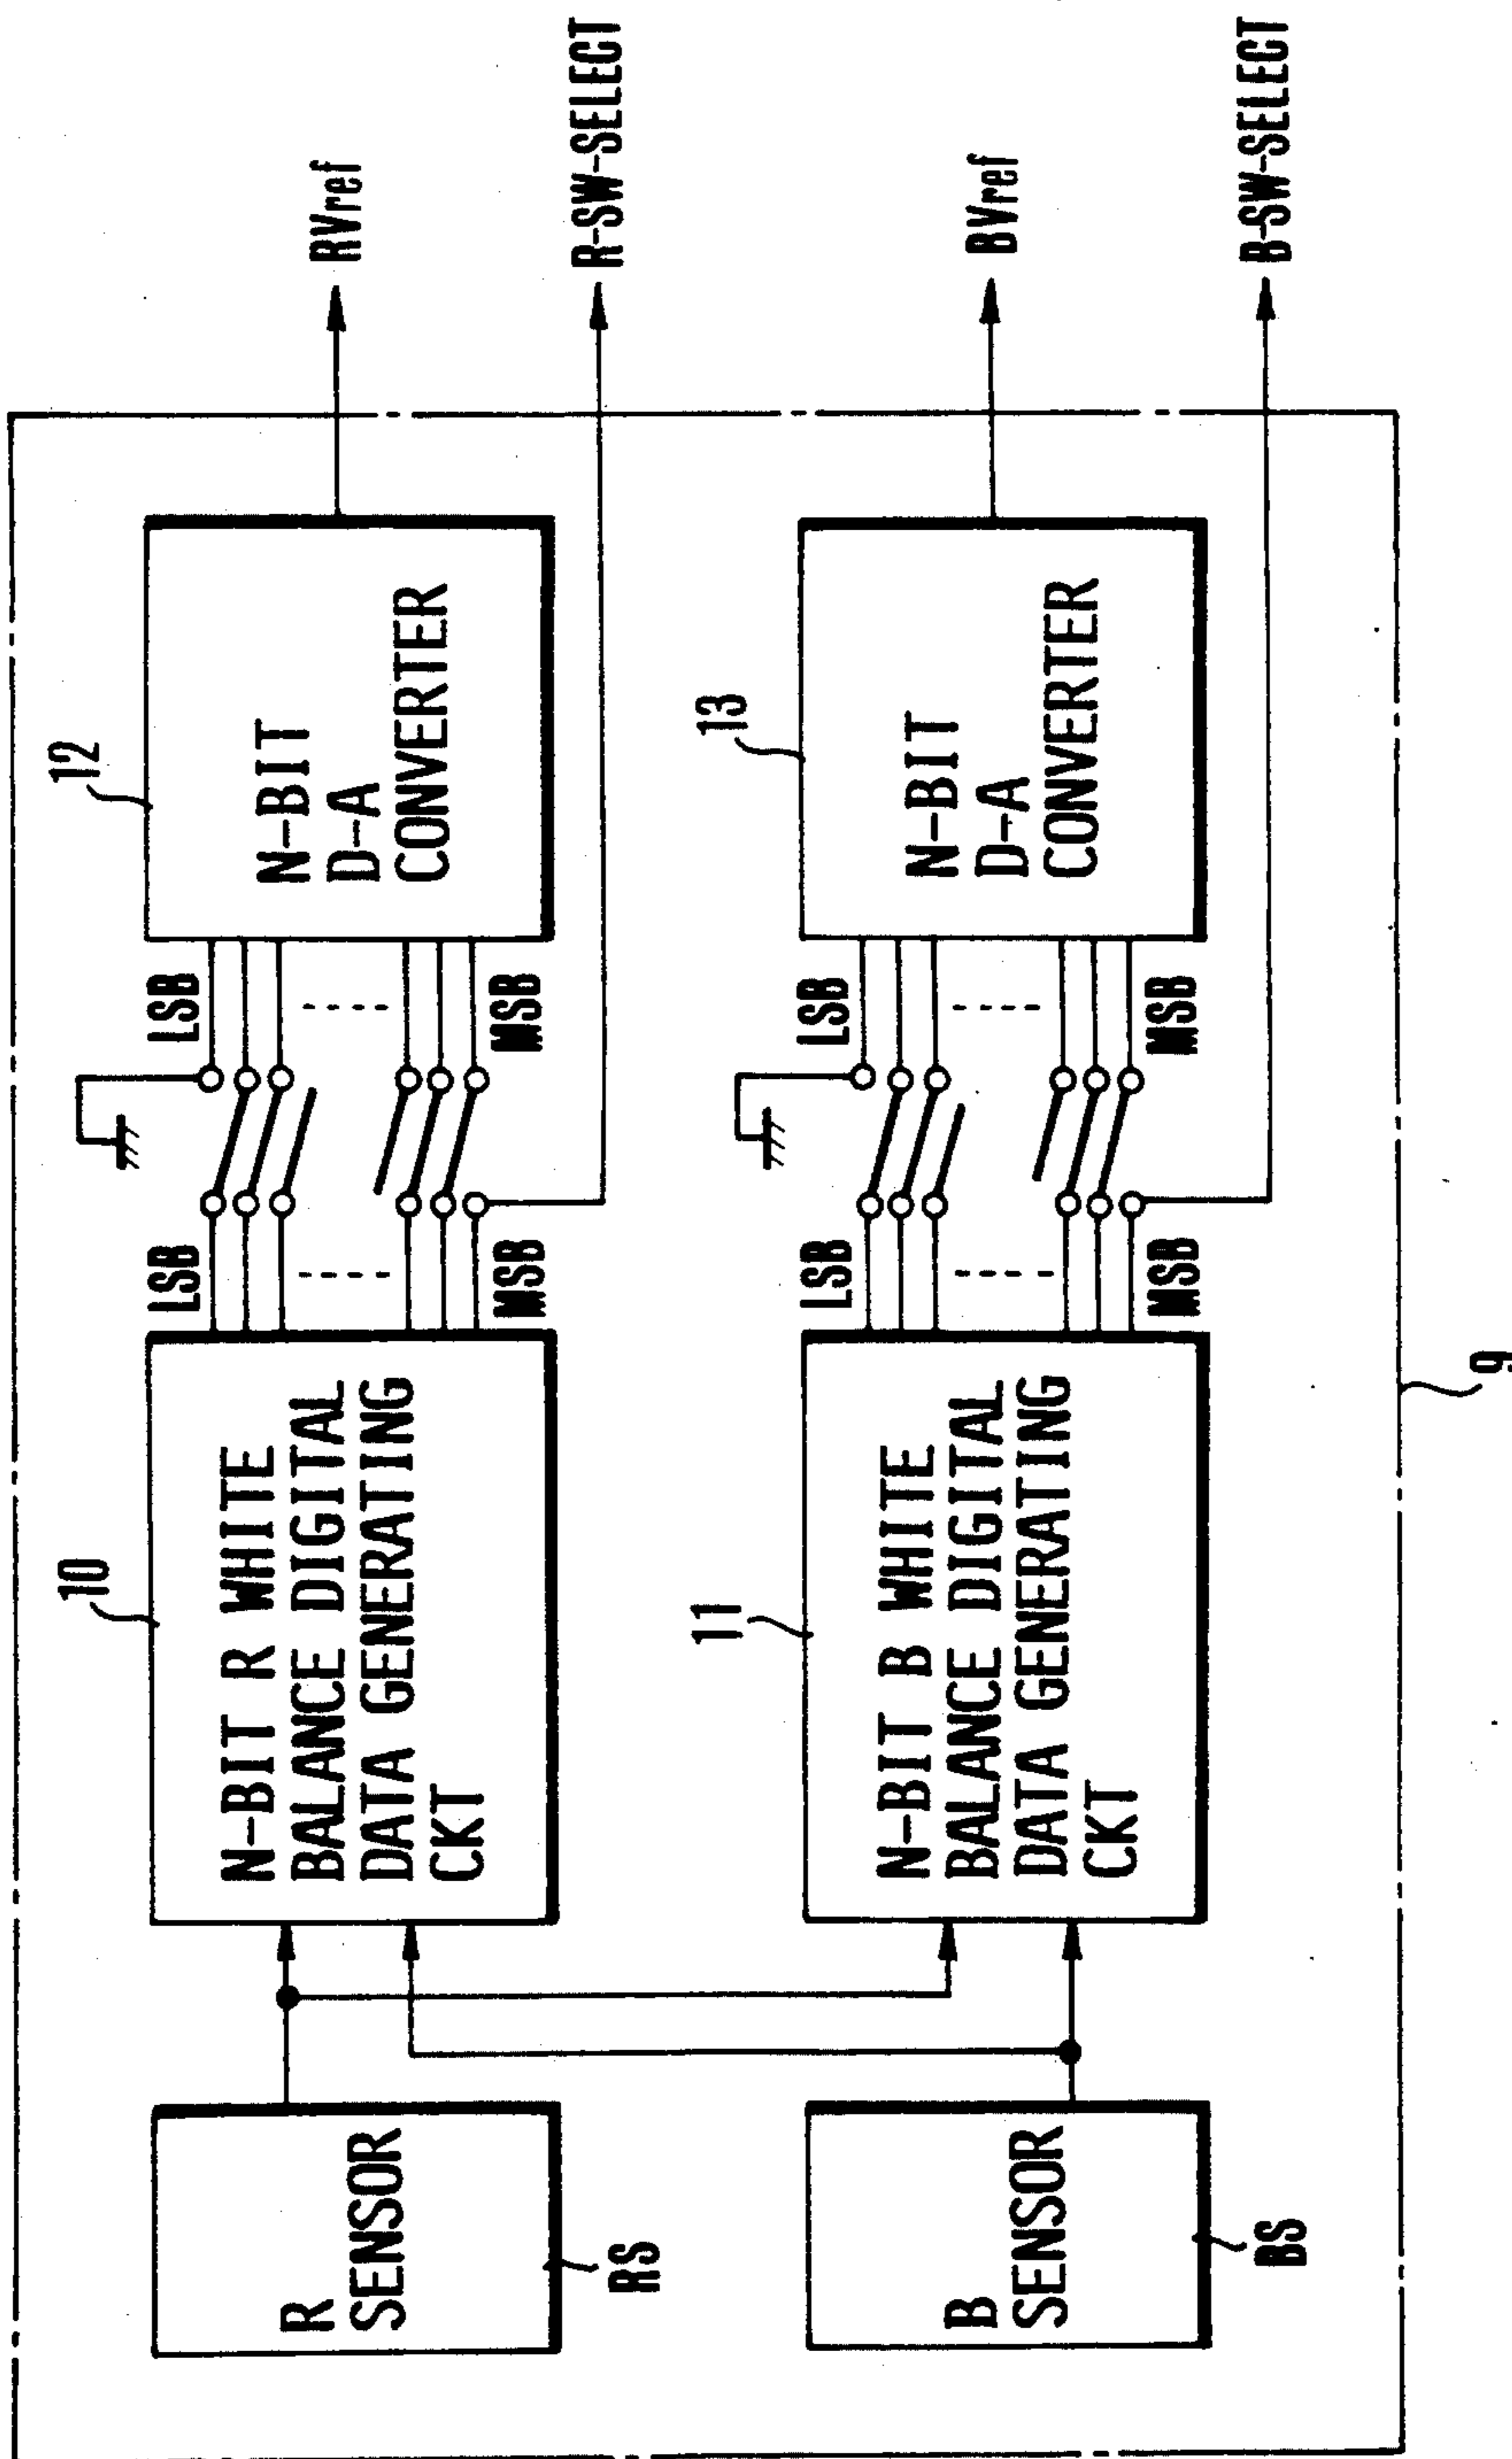 R
SENSOR
RS
B
SENSOR
BS
10
N-BIT R WHITE
BALANCE DIGITAL
DATA GENERATING
CKT
11
N-BIT B WHITE
BALANCE DIGITAL
DATA GENERATING
CKT
LSB
MSB
LSB
MSB
LSB
MSB
LSB
MSB
12
N-BIT
D-A
CONVERTER
13
N-BIT
D-A
CONVERTER
RVref
R-SW-SELECT
BVref
B-SW-SELECT
9